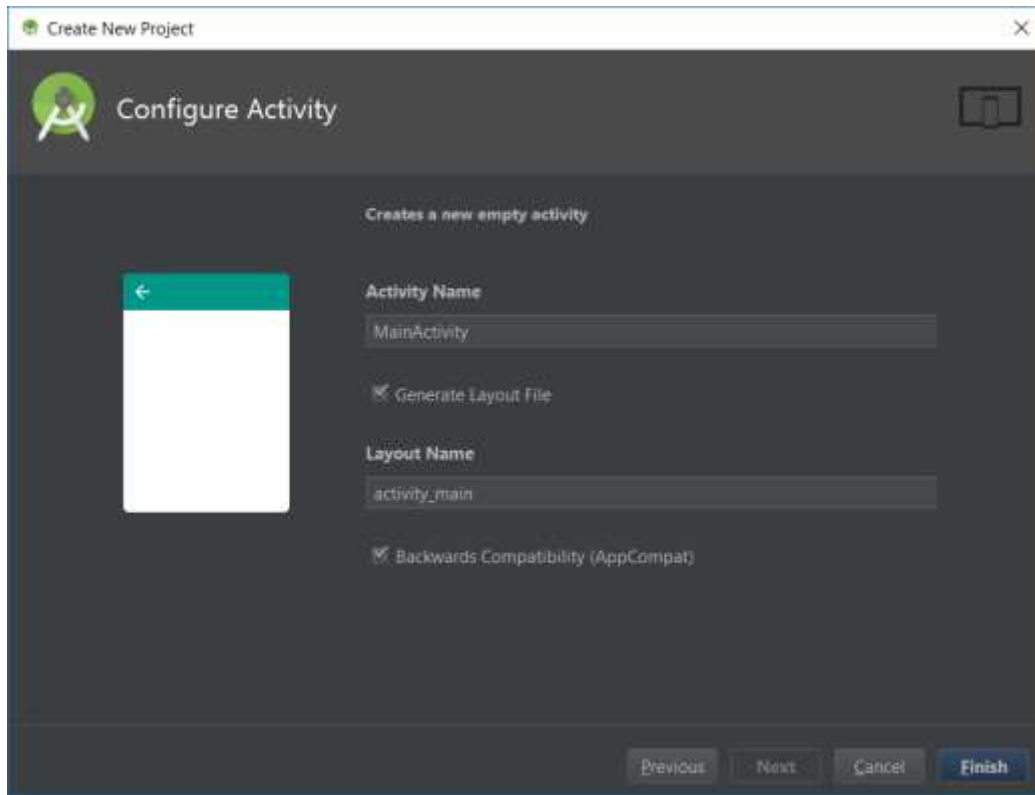 Create New Project
Configure Activity
Creates a new empty activity
Activity Name
MainActivity
Generate Layout File
Layout Name
activity_main
Backwards Compatibility (AppCompat)
Previous
Next
Cancel
Finish